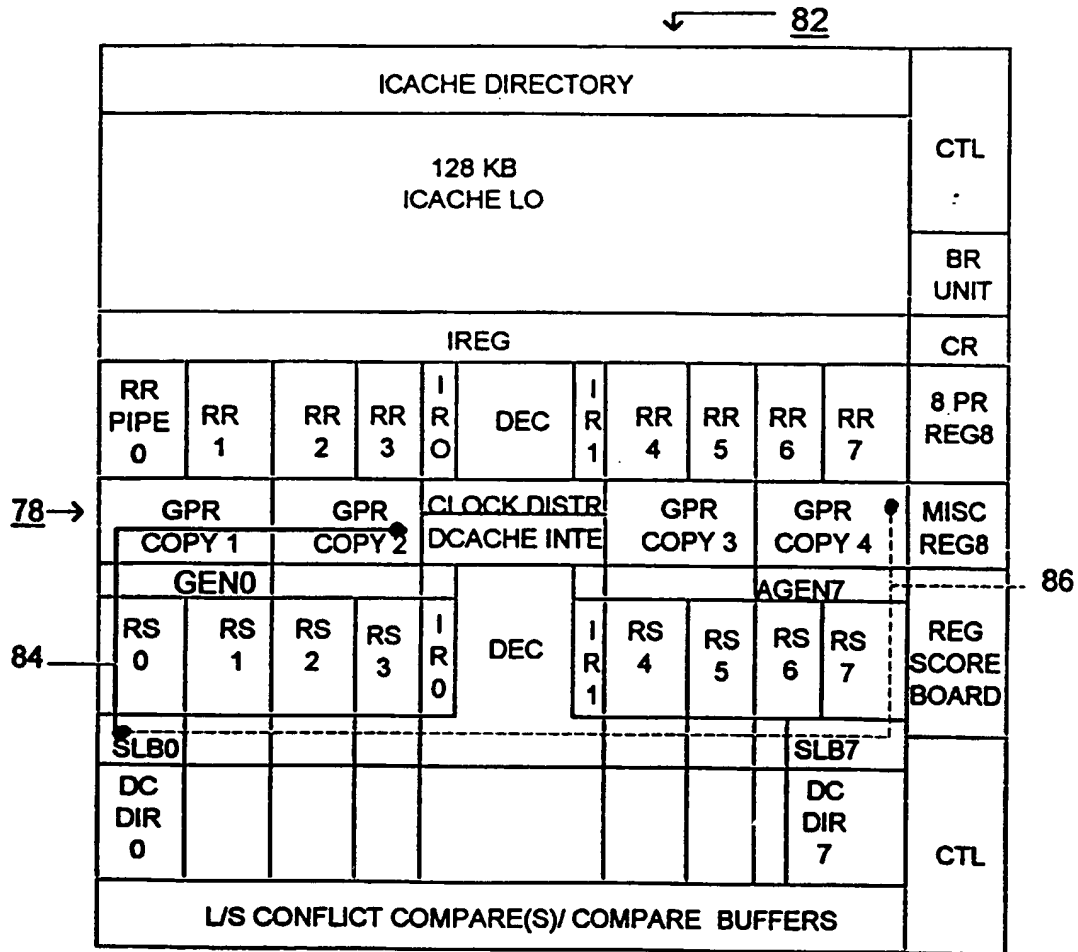 82
ICACHE DIRECTORY
128 KB
ICACHE LO
CTL
:
BR
UNIT
IREG
CR
RR
PIPE
0
RR
1
RR
2
RR
3
I
R
O
DEC
I
R
1
RR
4
RR
5
RR
6
RR
7
8 PR
REG8
78
GPR
COPY 1
GPR
COPY 2
CLOCK DISTR
DCACHE INTE
GPR
COPY 3
GPR
COPY 4
MISC
REG8
GEN0
AGEN7
86
84
RS
0
RS
1
RS
2
RS
3
I
R
0
DEC
I
R
1
RS
4
RS
5
RS
6
RS
7
REG
SCORE
BOARD
SLB0
SLB7
DC
DIR
0
DC
DIR
7
CTL
L/S CONFLICT COMPARE(S)/ COMPARE BUFFERS